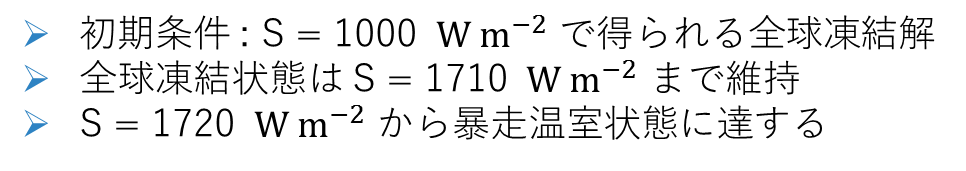 ➢ 初期条件 : S = 1000 W m⁻² で得られる全球凍結解
➢ 全球凍結状態は S = 1710 W m⁻² まで維持
➢ S = 1720 W m⁻² から暴走温室状態に達する